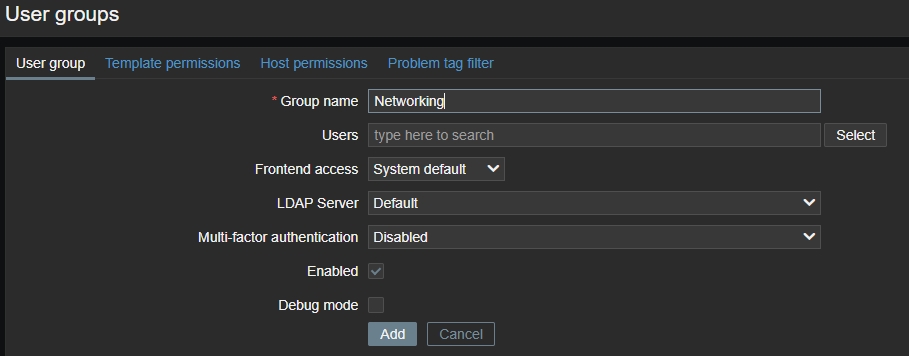 User groups
User group Template permissions Host permissions Problem tag filter
* Group name Networking
Users type here to search Select
Frontend access System default
LDAP Server Default
Multi-factor authentication Disabled
Enabled
Debug mode
Add Cancel